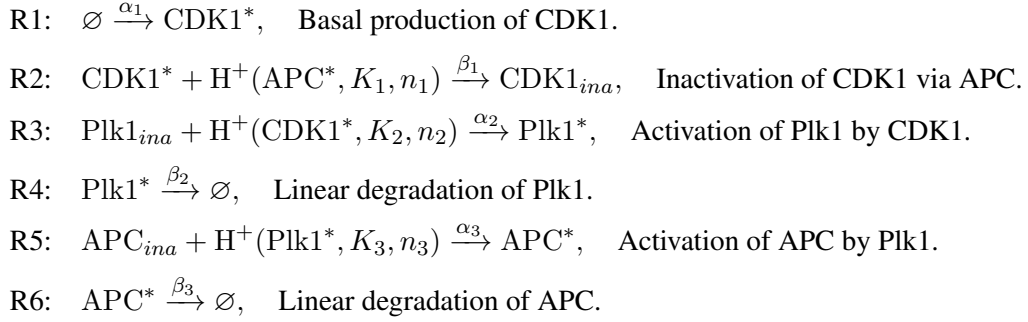 R1: ∅ —α₁→ CDK1*, Basal production of CDK1.
R2: CDK1* + H⁺(APC*, K₁, n₁) —β₁→ CDK1ᵢₙₐ, Inactivation of CDK1 via APC.
R3: Plk1ᵢₙₐ + H⁺(CDK1*, K₂, n₂) —α₂→ Plk1*, Activation of Plk1 by CDK1.
R4: Plk1* —β₂→ ∅, Linear degradation of Plk1.
R5: APCᵢₙₐ + H⁺(Plk1*, K₃, n₃) —α₃→ APC*, Activation of APC by Plk1.
R6: APC* —β₃→ ∅, Linear degradation of APC.